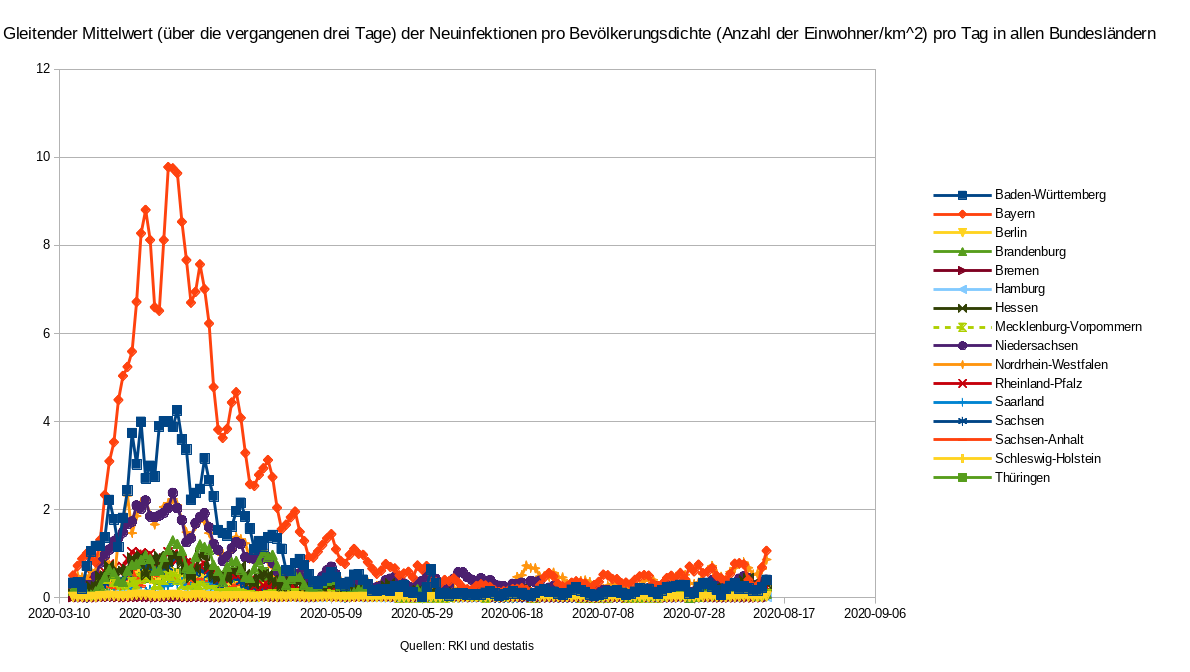 Gleitender Mittelwert (über die vergangenen drei Tage) der Neuinfektionen pro Bevölkerungsdichte (Anzahl der Einwohner/km^2) pro Tag in allen Bundesländern
12
10
8
6
4
2
0
2020-03-10 2020-03-30 2020-04-19 2020-05-09 2020-05-29 2020-06-18 2020-07-08 2020-07-28 2020-08-17 2020-09-06
Quellen: RKI und destatis
Baden-Württemberg
Bayern
Berlin
Brandenburg
Bremen
Hamburg
Hessen
Mecklenburg-Vorpommern
Niedersachsen
Nordrhein-Westfalen
Rheinland-Pfalz
Saarland
Sachsen
Sachsen-Anhalt
Schleswig-Holstein
Thüringen